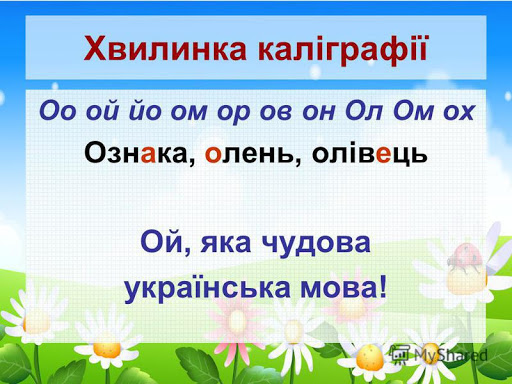 Хвилинка каліграфії
Оо ой йо ом ор ов он Ол Ом ох
Ознака, олень, олівець
Ой, яка чудова
українська мова!
MyShared